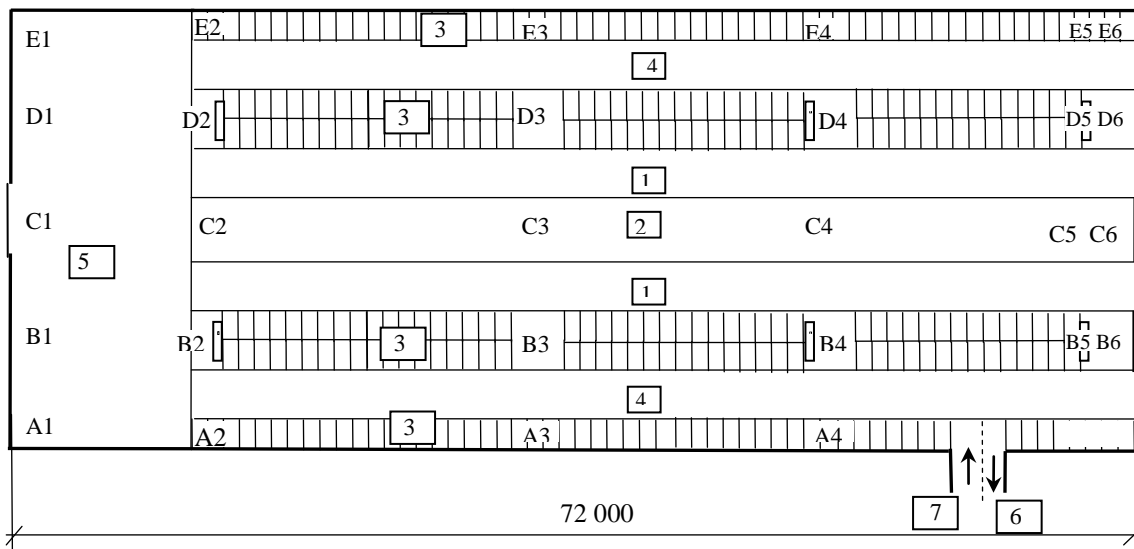 E1 E2 3 E3 E4 E5 E6
4
D1 D2 3 D3 D4 D5 D6
1
C1 C2 C3 2 C4 C5 C6
5
1
B1 B2 3 B3 B4 B5 B6
4
A1 A2 3 A3 A4
72 000 7 6